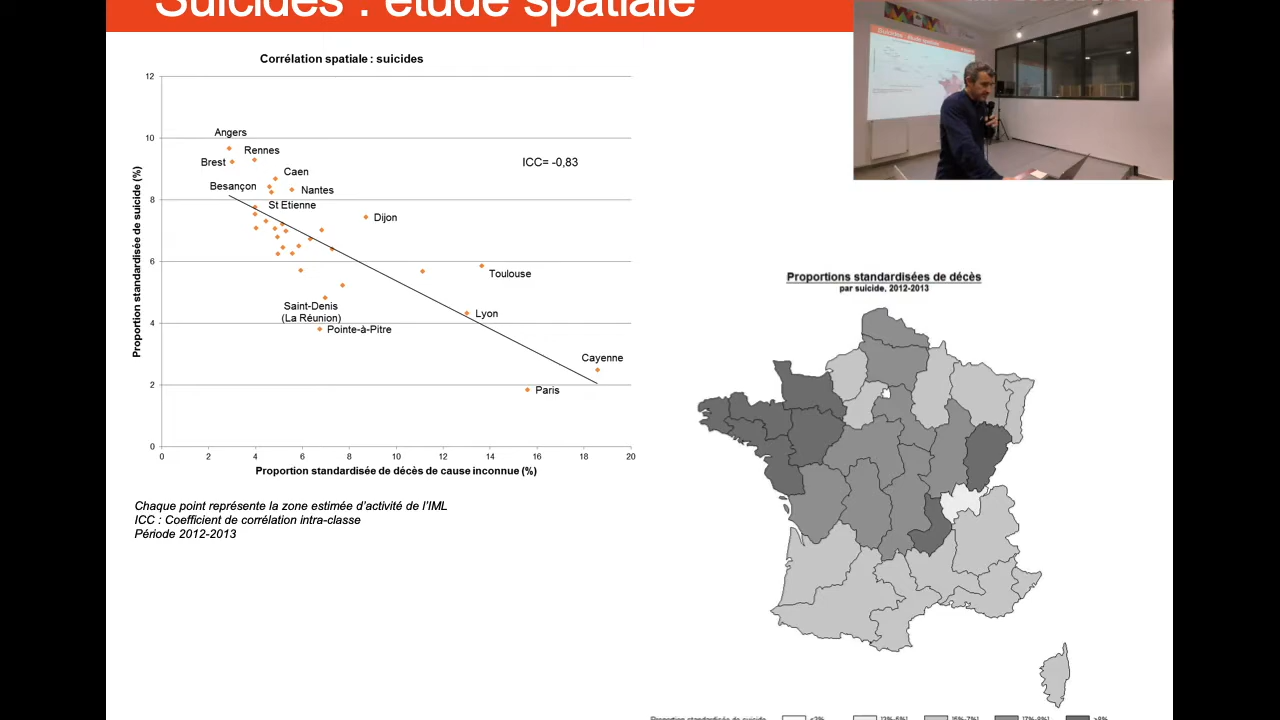 Suicides : étude spatiale
Corrélation spatiale : suicides
12
10
8
6
4
2
0
Proportion standardisée de suicide (%)
Angers
Rennes
Brest
Caen
Besançon
Nantes
St Etienne
Dijon
ICC= -0,83
Toulouse
Saint-Denis
(La Réunion)
Lyon
Pointe-à-Pitre
Cayenne
Paris
0 2 4 6 8 10 12 14 16 18 20
Proportion standardisée de décès de cause inconnue (%)
Chaque point représente la zone estimée d’activité de l’IML
ICC : Coefficient de corrélation intra-classe
Période 2012-2013
Proportions standardisées de décès
par suicide, 2012-2013